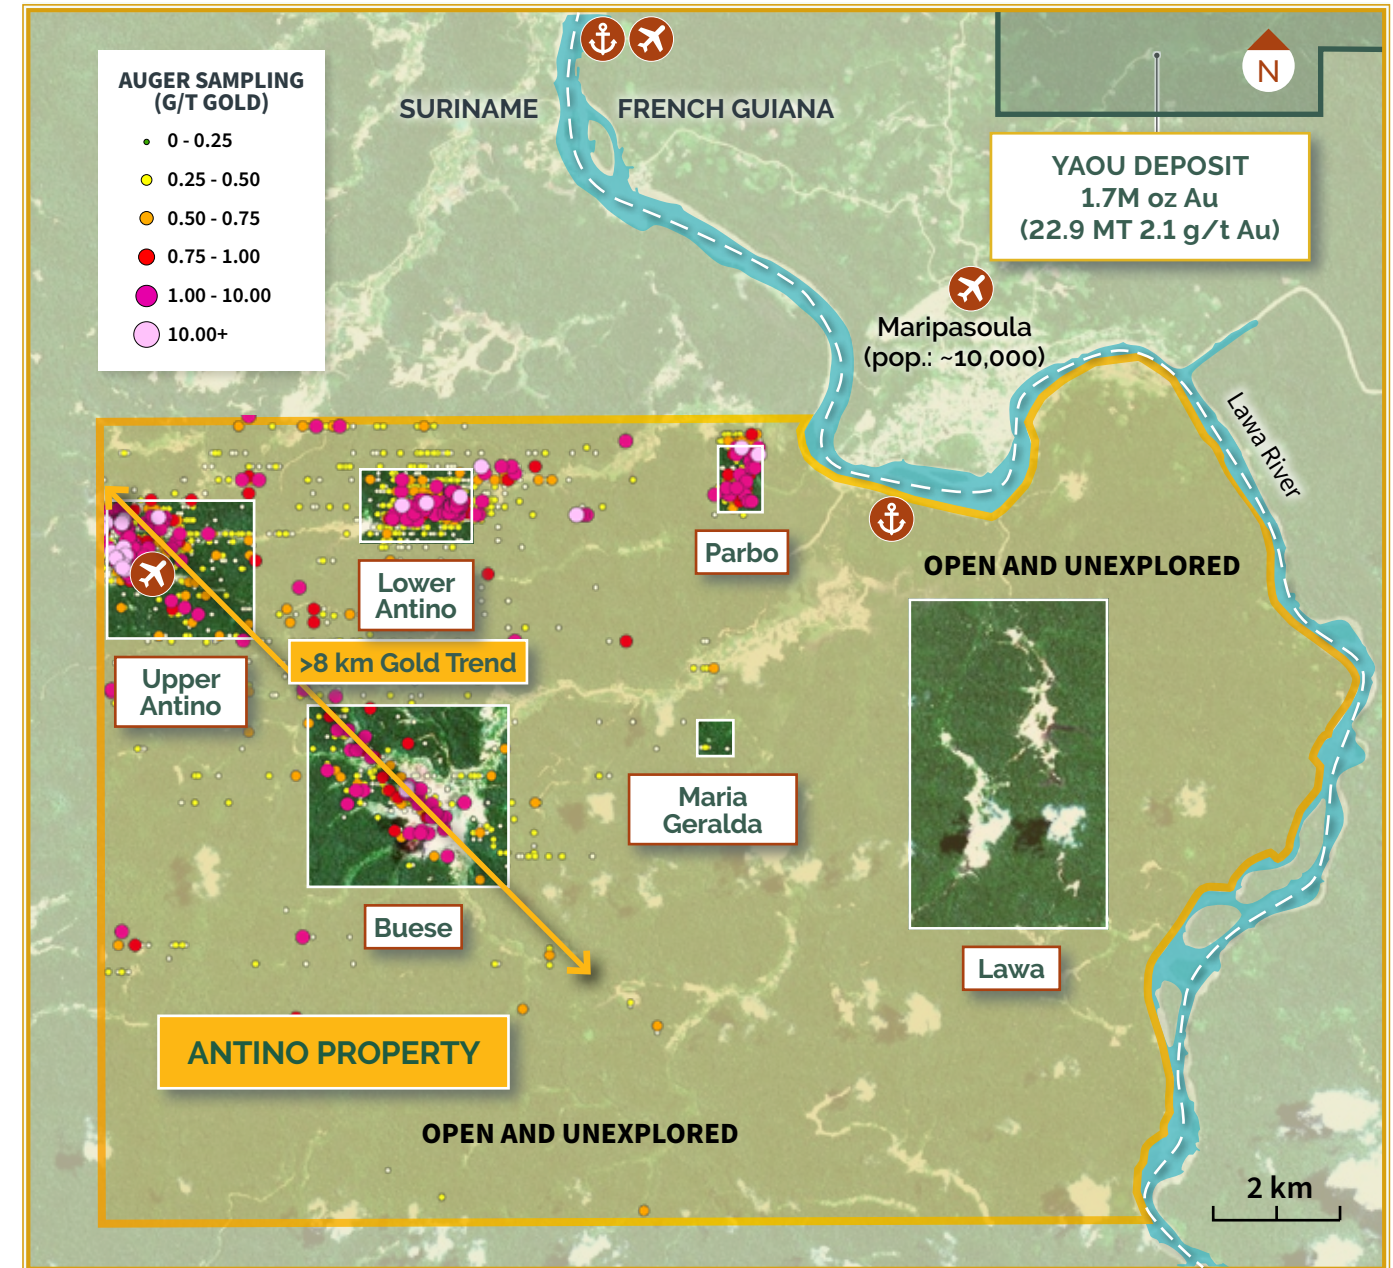 AUGER SAMPLING
(G/T GOLD)
0 - 0.25
0.25 - 0.50
0.50 - 0.75
0.75 - 1.00
1.00 - 10.00
10.00+
SURINAME
FRENCH GUIANA
N
YAOU DEPOSIT
1.7M oz Au
(22.9 MT 2.1 g/t Au)
Maripasoula
(pop.: ~10,000)
Lawa River
Parbo
OPEN AND UNEXPLORED
Lower
Antino
>8 km Gold Trend
Upper
Antino
Maria
Geralda
Buese
Lawa
ANTINO PROPERTY
OPEN AND UNEXPLORED
2 km